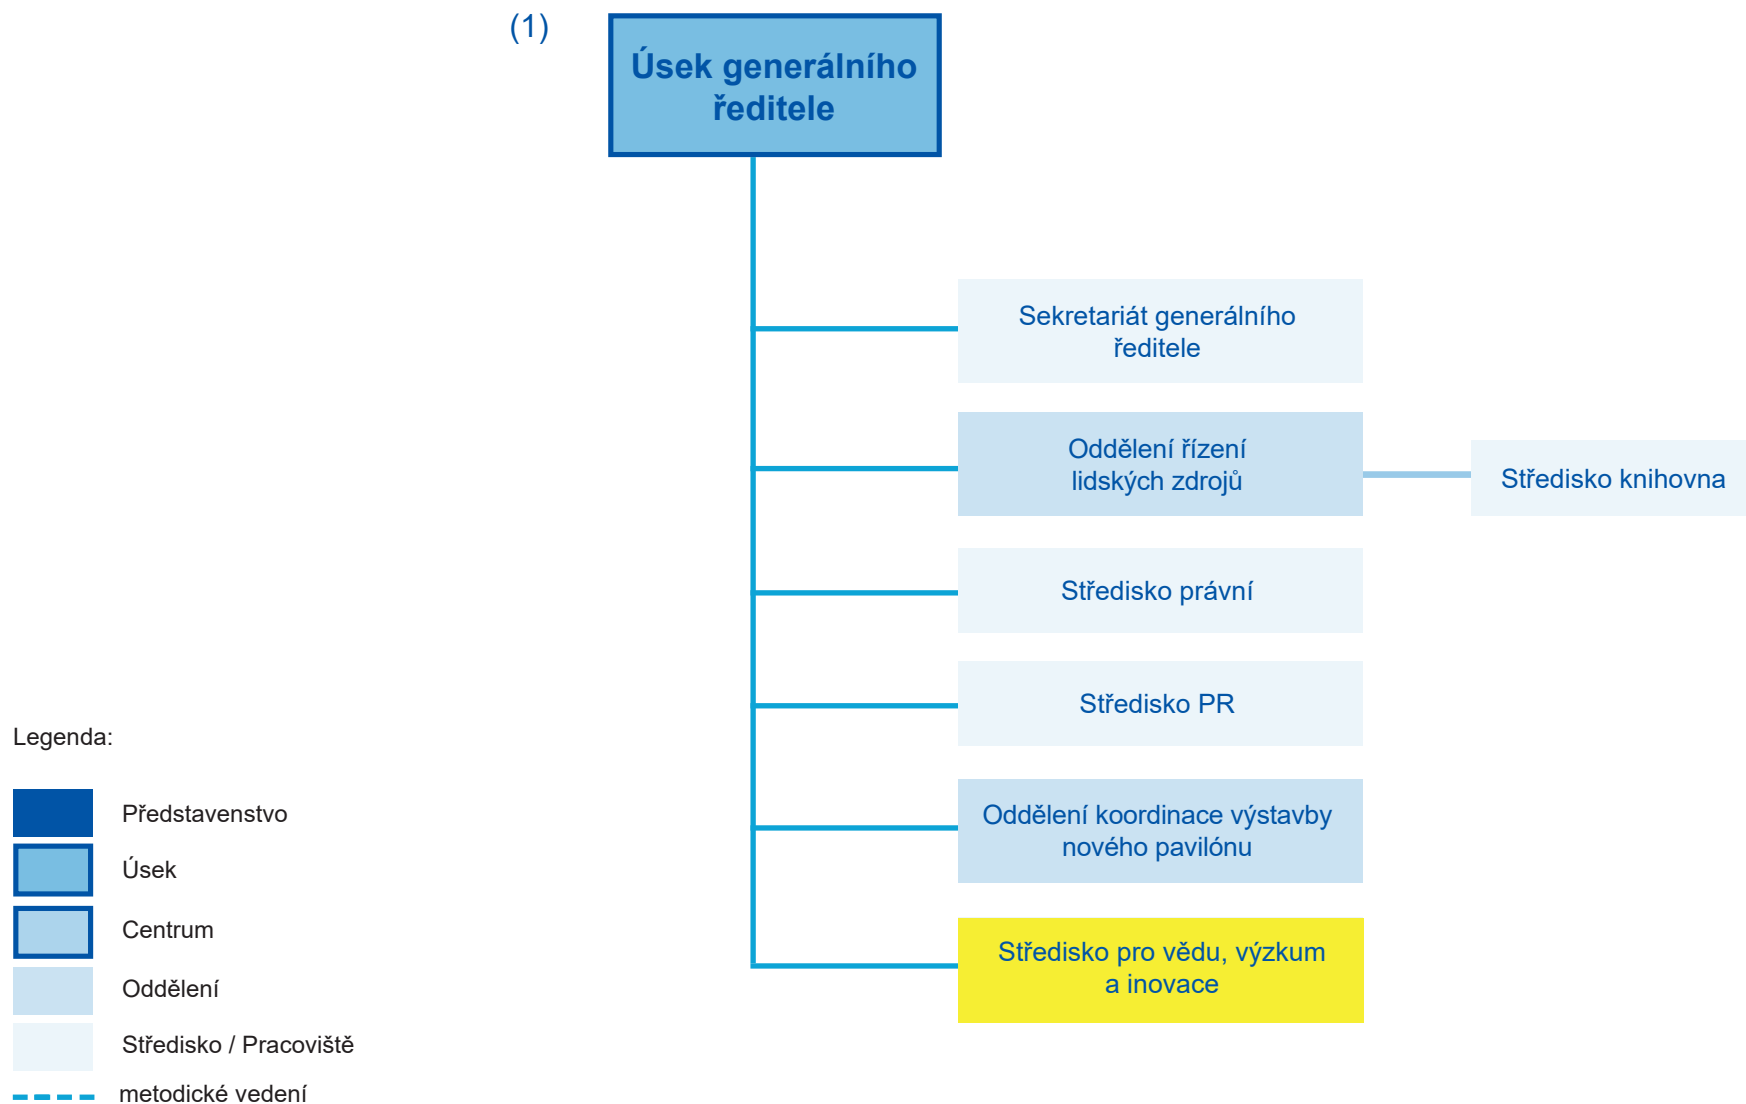 (1)
Úsek generálního
ředitele
Sekretariát generálního
ředitele
Oddělení řízení
lidských zdrojů
Středisko knihovna
Středisko právní
Středisko PR
Oddělení koordinace výstavby
nového pavilónu
Středisko pro vědu, výzkum
a inovace
Legenda:
Představenstvo
Úsek
Centrum
Oddělení
Středisko / Pracoviště
metodické vedení